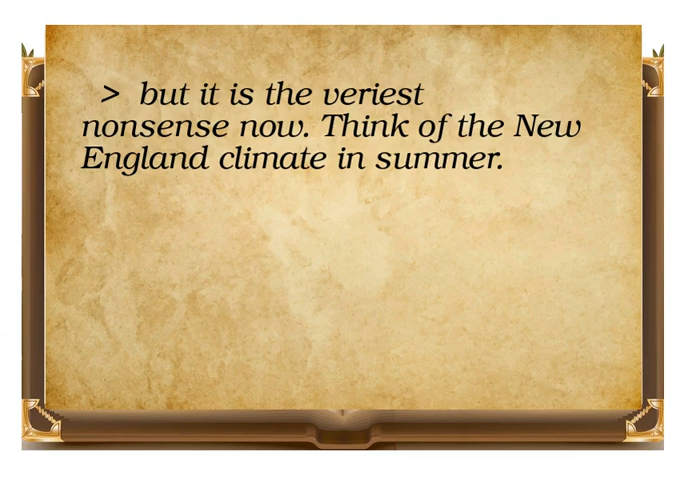 > but it is the veriest
nonsense now. Think of the New
England climate in summer.